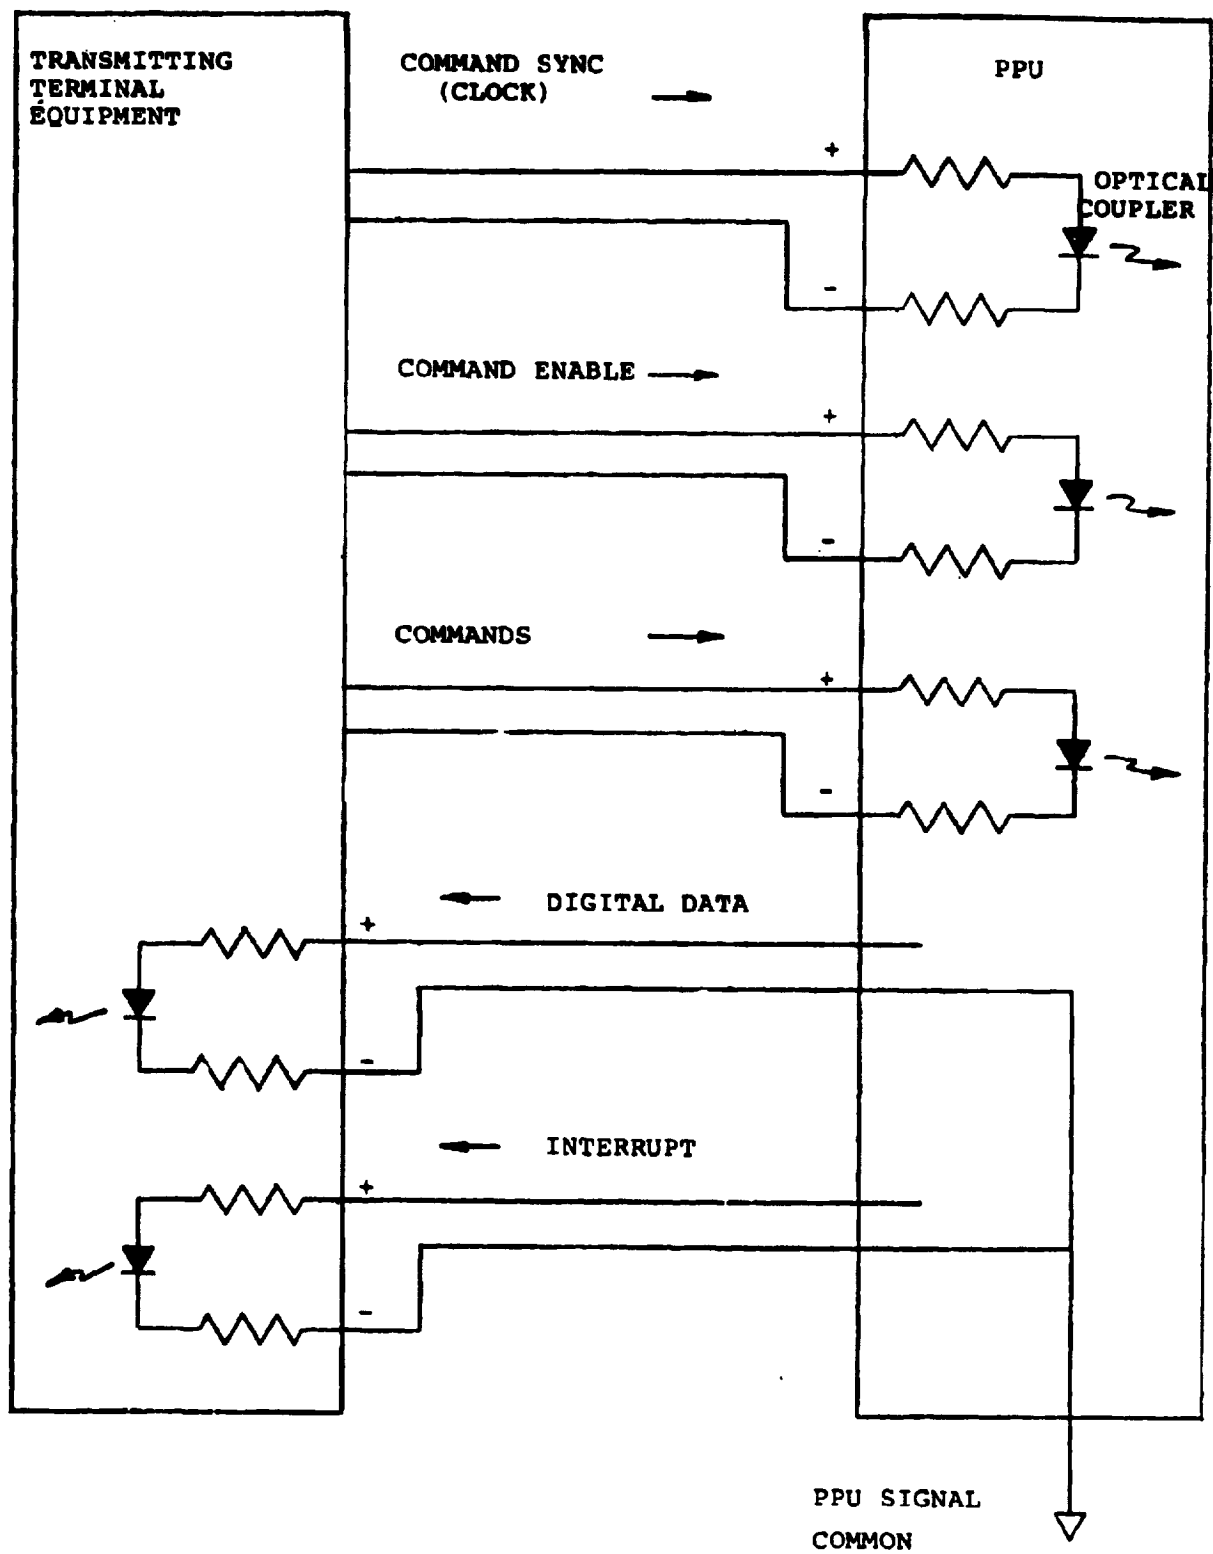 TRANSMITTING
TERMINAL
EQUIPMENT
COMMAND SYNC
(CLOCK)
PPU
+
OPTICAL
COUPLER
-
COMMAND ENABLE
+
-
COMMANDS
+
-
DIGITAL DATA
+
-
INTERRUPT
+
-
PPU SIGNAL
COMMON